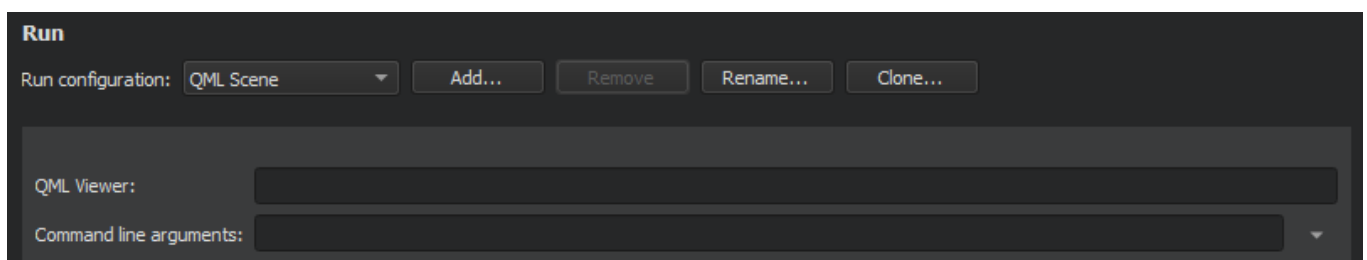 Run
Run configuration: QML Scene Add... Remove Rename... Clone...
QML Viewer:
Command line arguments: